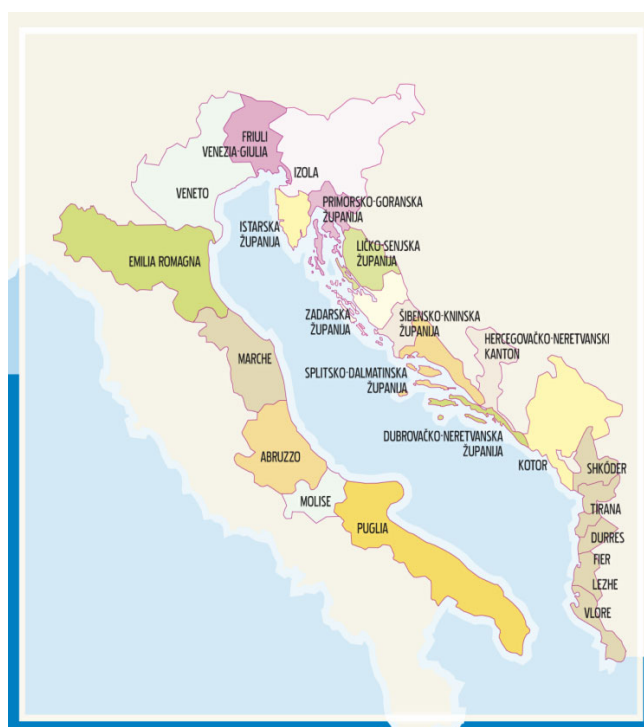 FRIULI
VENEZIA-GIULIA
IZOLA
VENETO
PRIMORSKO-GORANSKA
ŽUPANIJA
ISTARSKA
ŽUPANIJA
LIČKO-SENJSKA
ŽUPANIJA
EMILIA ROMAGNA
ZADARSKA
ŽUPANIJA
ŠIBENSKO-KNINSKA
ŽUPANIJA
HERCEGOVAČKO-NERETVANSKI
KANTON
MARCHE
SPLITSKO-DALMATINSKA
ŽUPANIJA
DUBROVAČKO-NERETVANSKA
ŽUPANIJA
ABRUZZO
KOTOR
SHKÓDER
MOLISE
TIRANA
PUGLIA
DURRES
FIER
LEZHE
VLORE